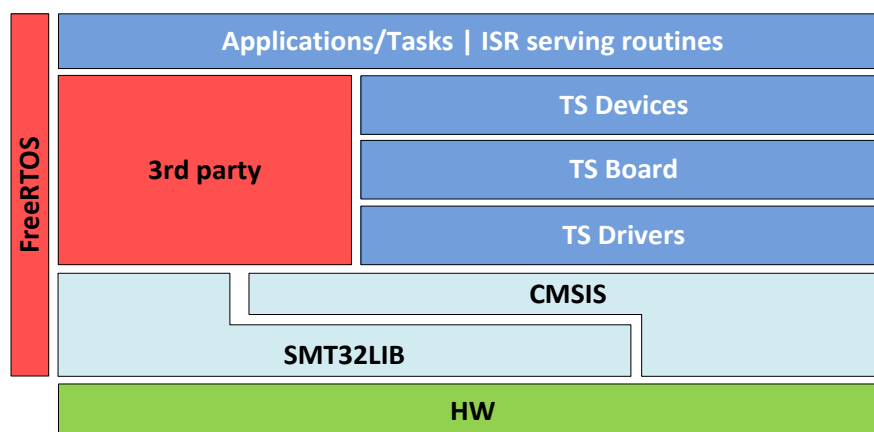 Applications/Tasks | ISR serving routines
FreeRTOS
3rd party
TS Devices
TS Board
TS Drivers
CMSIS
SMT32LIB
HW